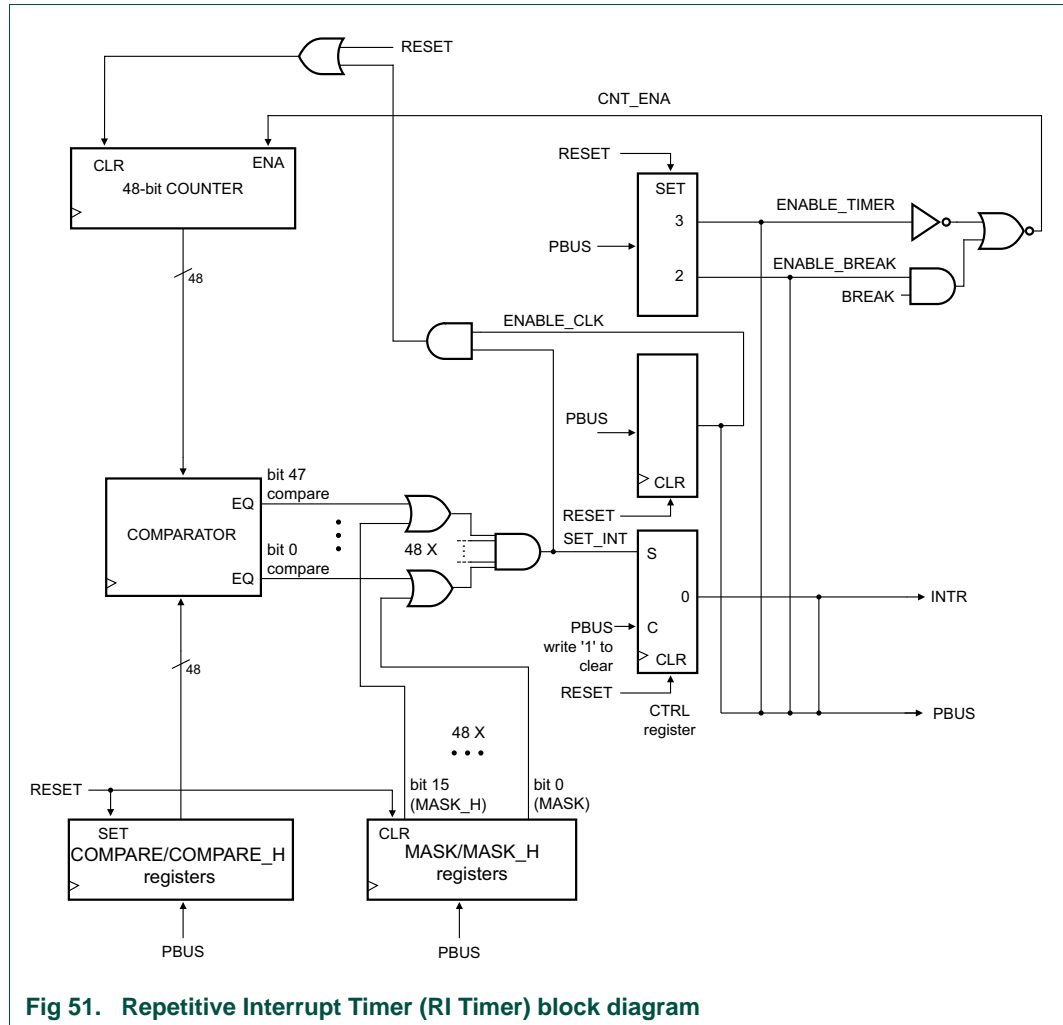 RESET
CNT_ENA
CLR
ENA
48-bit COUNTER
RESET
SET
3
ENABLE_TIMER
PBUS
48
2
ENABLE_BREAK
BREAK
ENABLE_CLK
PBUS
CLR
RESET
bit 47
compare
EQ
COMPARATOR
bit 0
compare
EQ
48 X
SET_INT
S
0
INTR
PBUS
write '1' to
clear
C
CLR
RESET
CTRL
register
PBUS
48
48 X
RESET
bit 15
(MASK_H)
bit 0
(MASK)
SET
COMPARE/COMPARE_H
registers
CLR
MASK/MASK_H
registers
PBUS
PBUS
Fig 51. Repetitive Interrupt Timer (RI Timer) block diagram